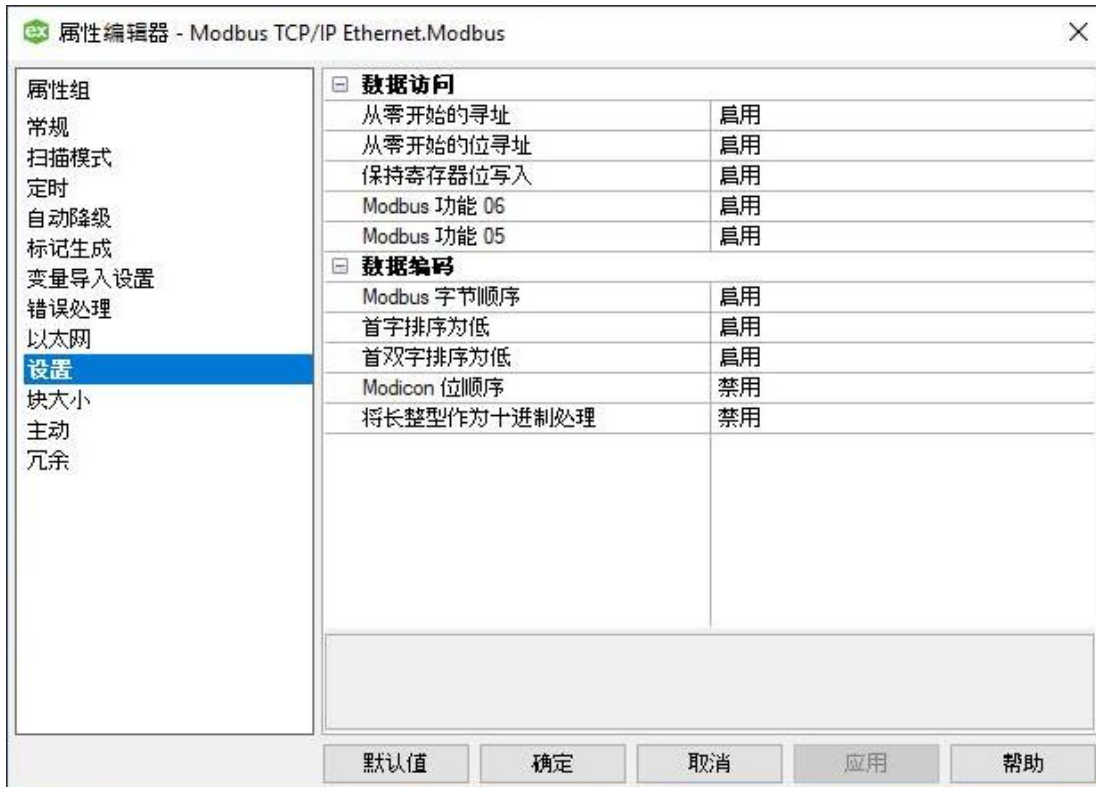 属性编辑器 - Modbus TCP/IP Ethernet.Modbus
属性组
常规
扫描模式
定时
自动降级
标记生成
变量导入设置
错误处理
以太网
设置
块大小
主动
冗余
数据访问
从零开始的寻址 启用
从零开始的位寻址 启用
保持寄存器位写入 启用
Modbus 功能 06 启用
Modbus 功能 05 启用
数据编码
Modbus 字节顺序 启用
首字排序为低 启用
首双字排序为低 启用
Modicon 位顺序 禁用
将长整型作为十进制处理 禁用
默认值 确定 取消 应用 帮助